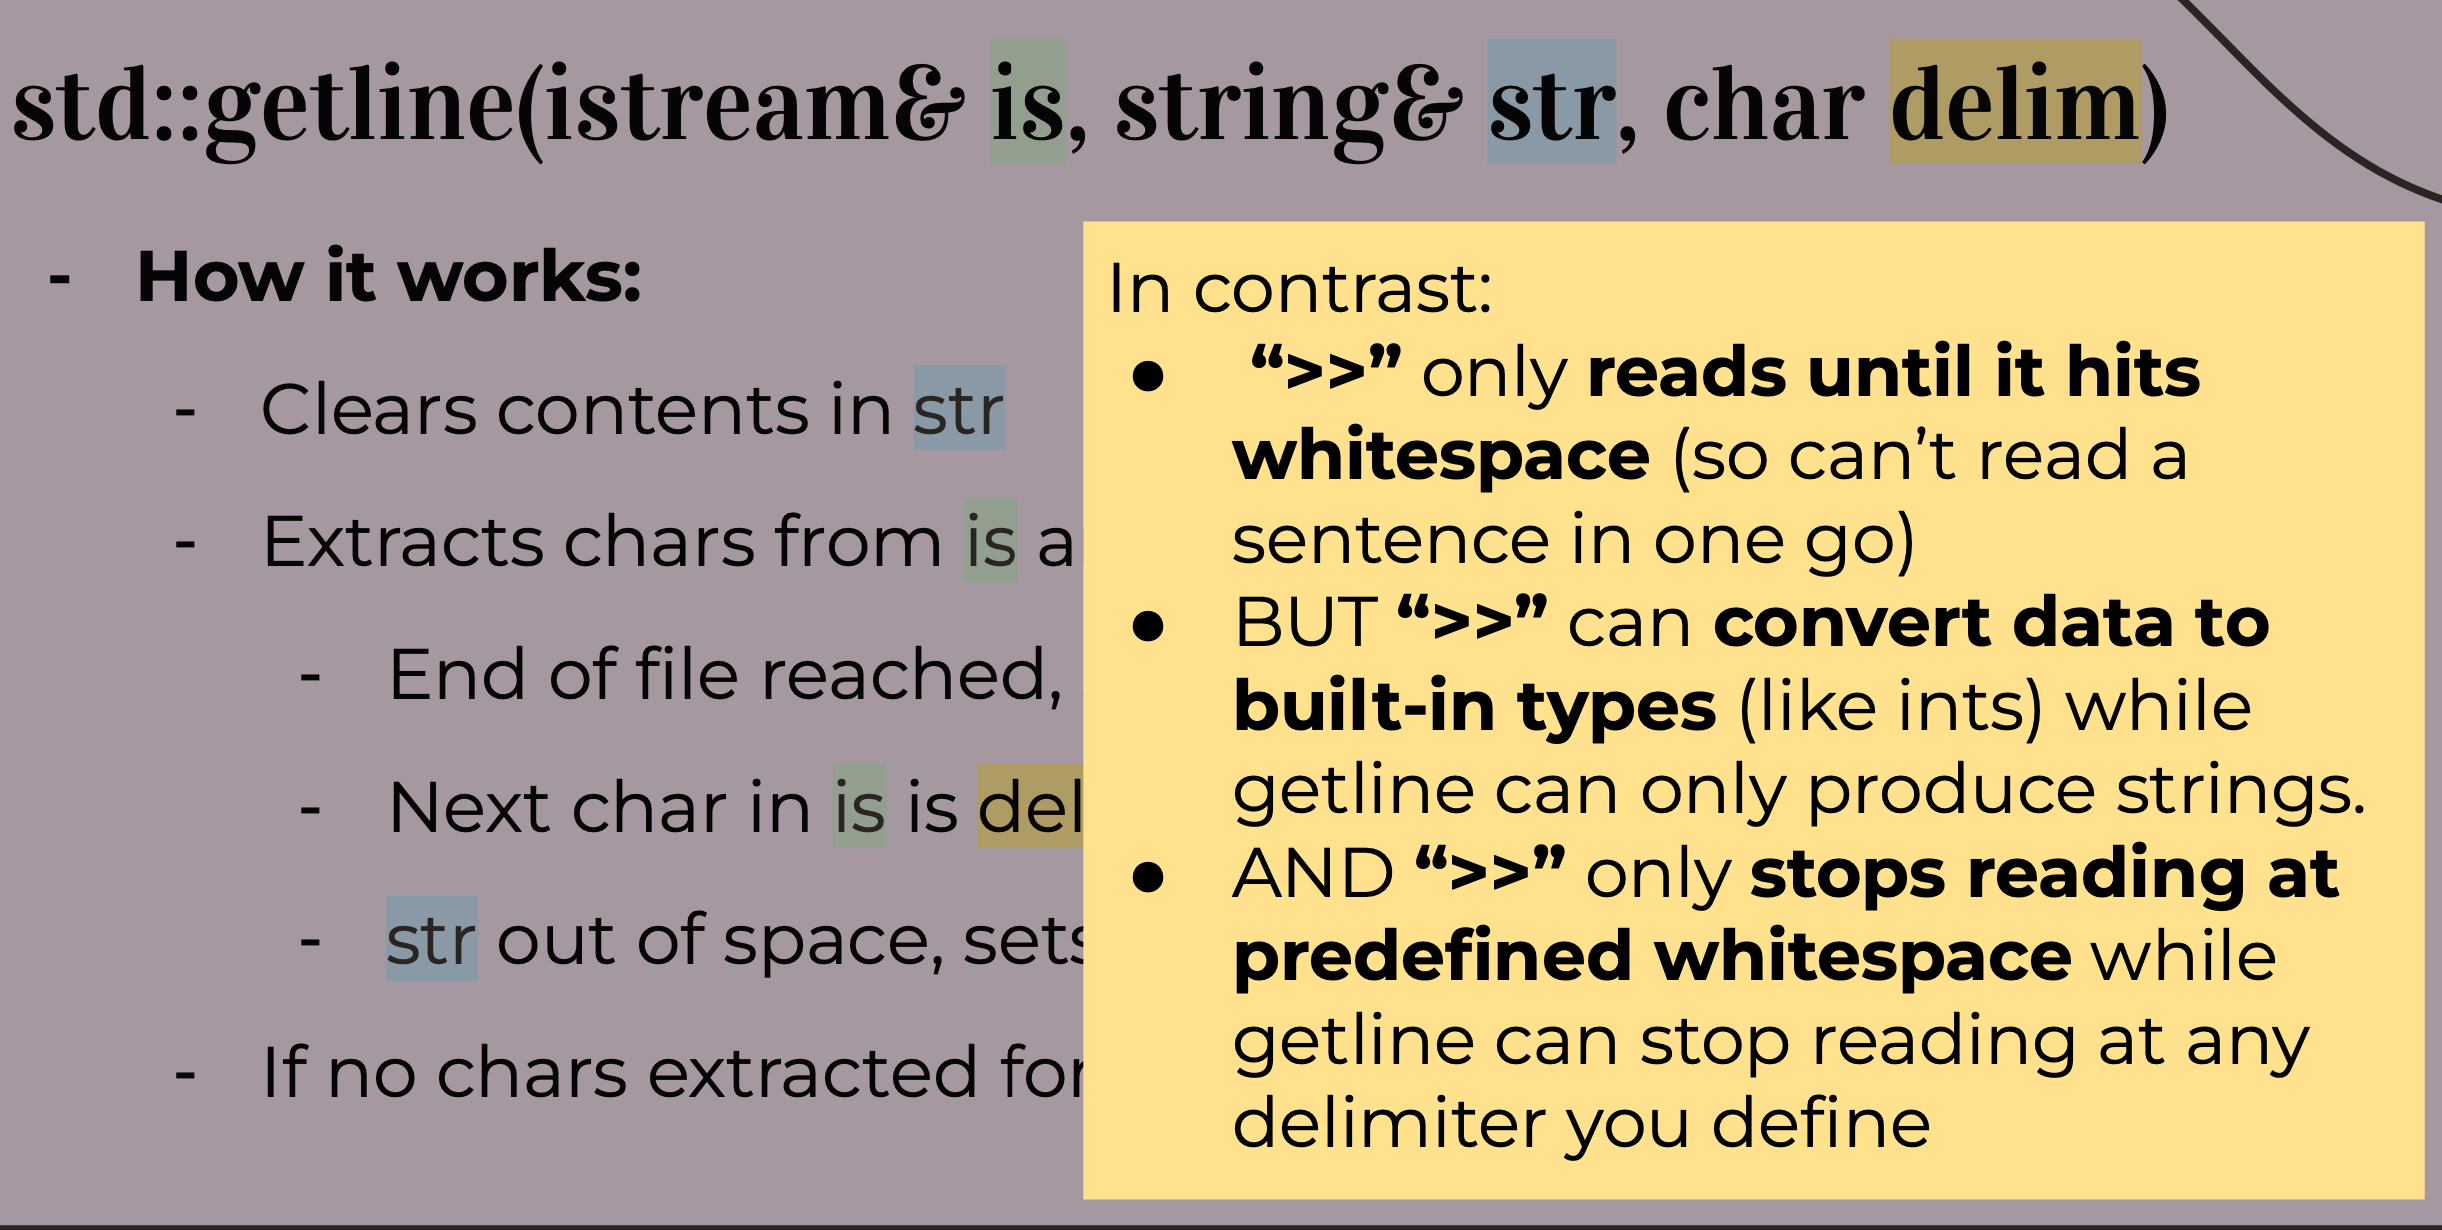 std::getline(istream& is, string& str, char delim)
- How it works:
- Clears contents in str
- Extracts chars from is a
- End of file reached,
- Next char in is is del
- str out of space, sets
- If no chars extracted for
In contrast:
● “>>” only reads until it hits
whitespace (so can’t read a
sentence in one go)
● BUT “>>” can convert data to
built-in types (like ints) while
getline can only produce strings.
● AND “>>” only stops reading at
predefined whitespace while
getline can stop reading at any
delimiter you define